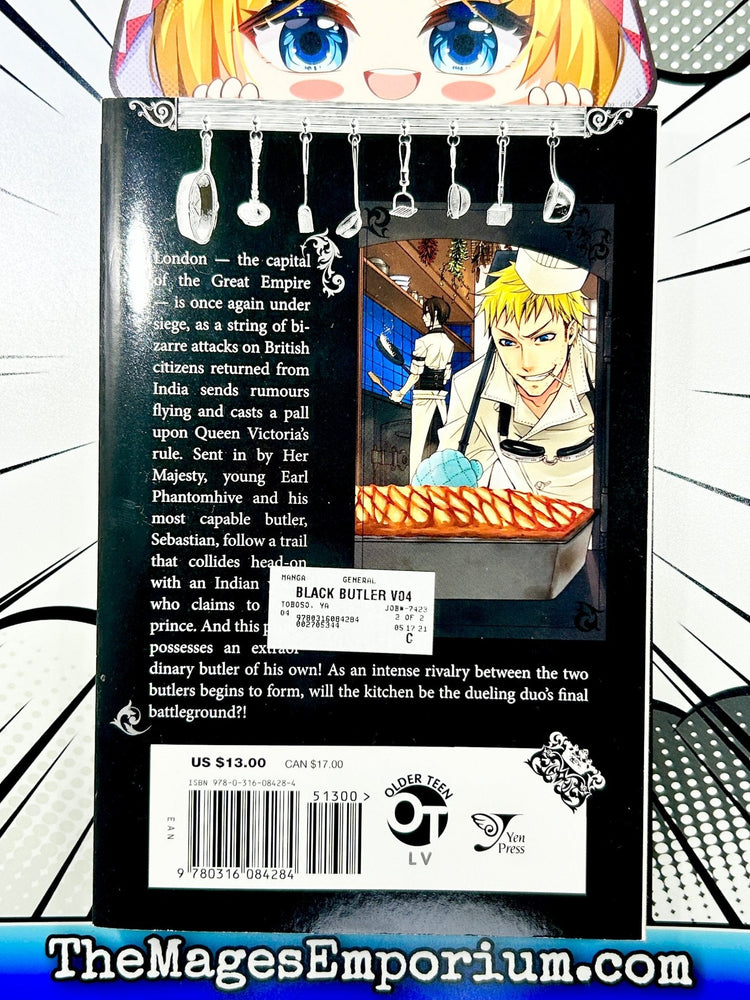 London — the capital
of the Great Empire
— is once again under
siege, as a string of bi-
zarre attacks on British
citizens returned from
India sends rumours
flying and casts a pall
upon Queen Victoria's
rule. Sent in by Her
Majesty, young Earl
Phantomhive and his
most capable butler,
Sebastian, follow a trail
that collides head-on
with an Indian
who claims to
prince. And this
possesses an extraor-
dinary butler of his own! As an intense rivalry between the two
butlers begins to form, will the kitchen be the dueling duo's final
battleground?!
MANGA GENERAL
BLACK BUTLER V04
TOBOSO, YA JOB#-7423
04 9780316084284 2 OF 2
002705344 05 17 21
C
US $13.00 CAN $17.00
ISBN 978-0-316-08428-4
51300 >
EAN
9 780316 084284
OLDER TEEN
OT
LV
Yen
Press
TheMagesEmporium.com